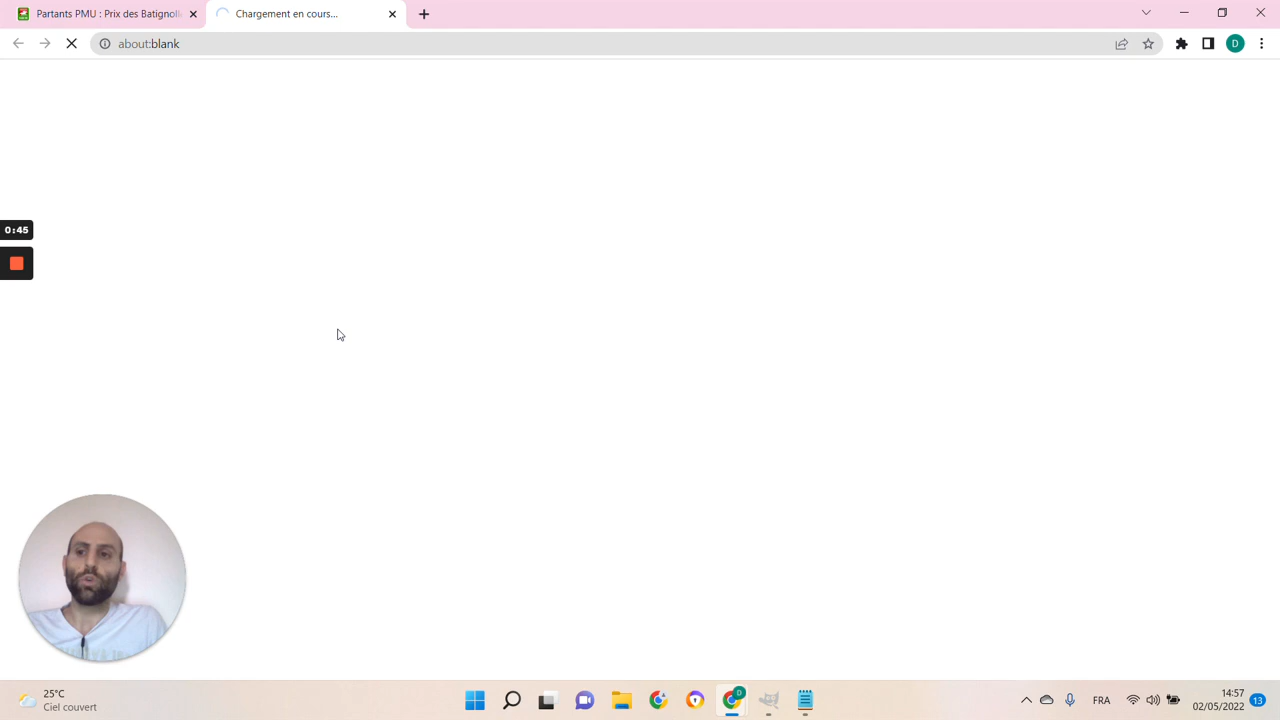 Partants PMU : Prix des Batignoll
Chargement en cours...
about:blank
D
0:45
D
25°C
Ciel couvert
FRA
14:57
02/05/2022
13